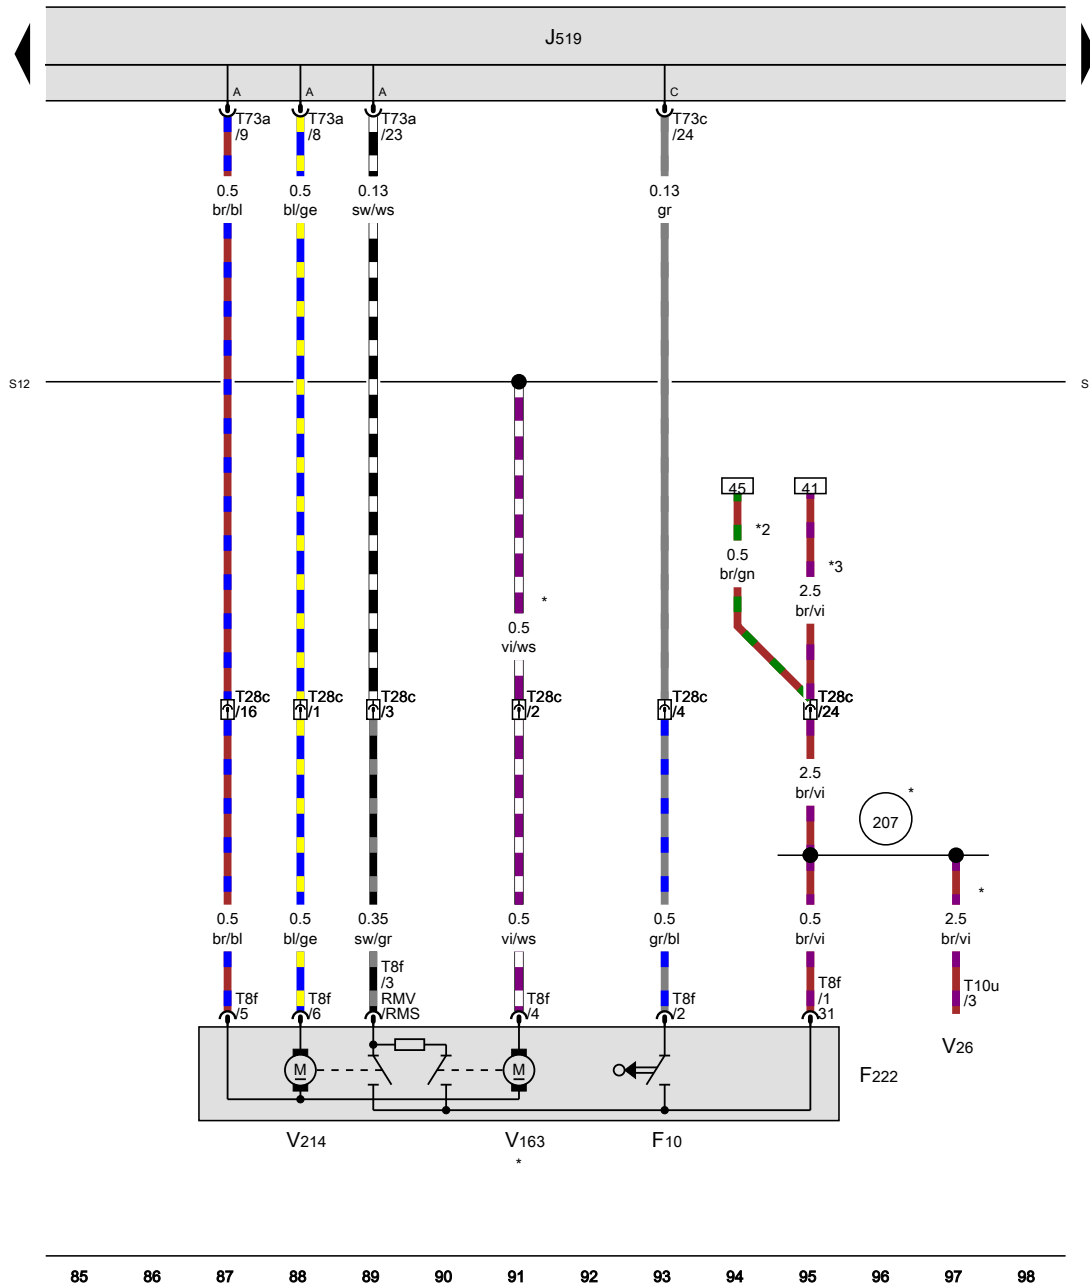 J519
A A A C
T73a T73a T73a T73c
/9 /8 /23 /24
0.5 0.5 0.13 0.13
br/bl bl/ge sw/ws gr
S12 S
45 41
*2
0.5 *3
br/gn 2.5
* br/vi
0.5
vi/ws
T28c T28c T28c T28c T28c T28c
/16 /1 /3 /2 /4 /24
2.5
br/vi
*
207
*
0.5 0.5 0.35 0.5 0.5 0.5 2.5
br/bl bl/ge sw/gr vi/ws gr/bl br/vi br/vi
T8f T8f T8f T8f T8f T8f T10u
/5 /6 /3 /4 /2 /1 /3
RMV 31
/RMS
V26
M M
F222
V214 V163 F10
*
85 86 87 88 89 90 91 92 93 94 95 96 97 98